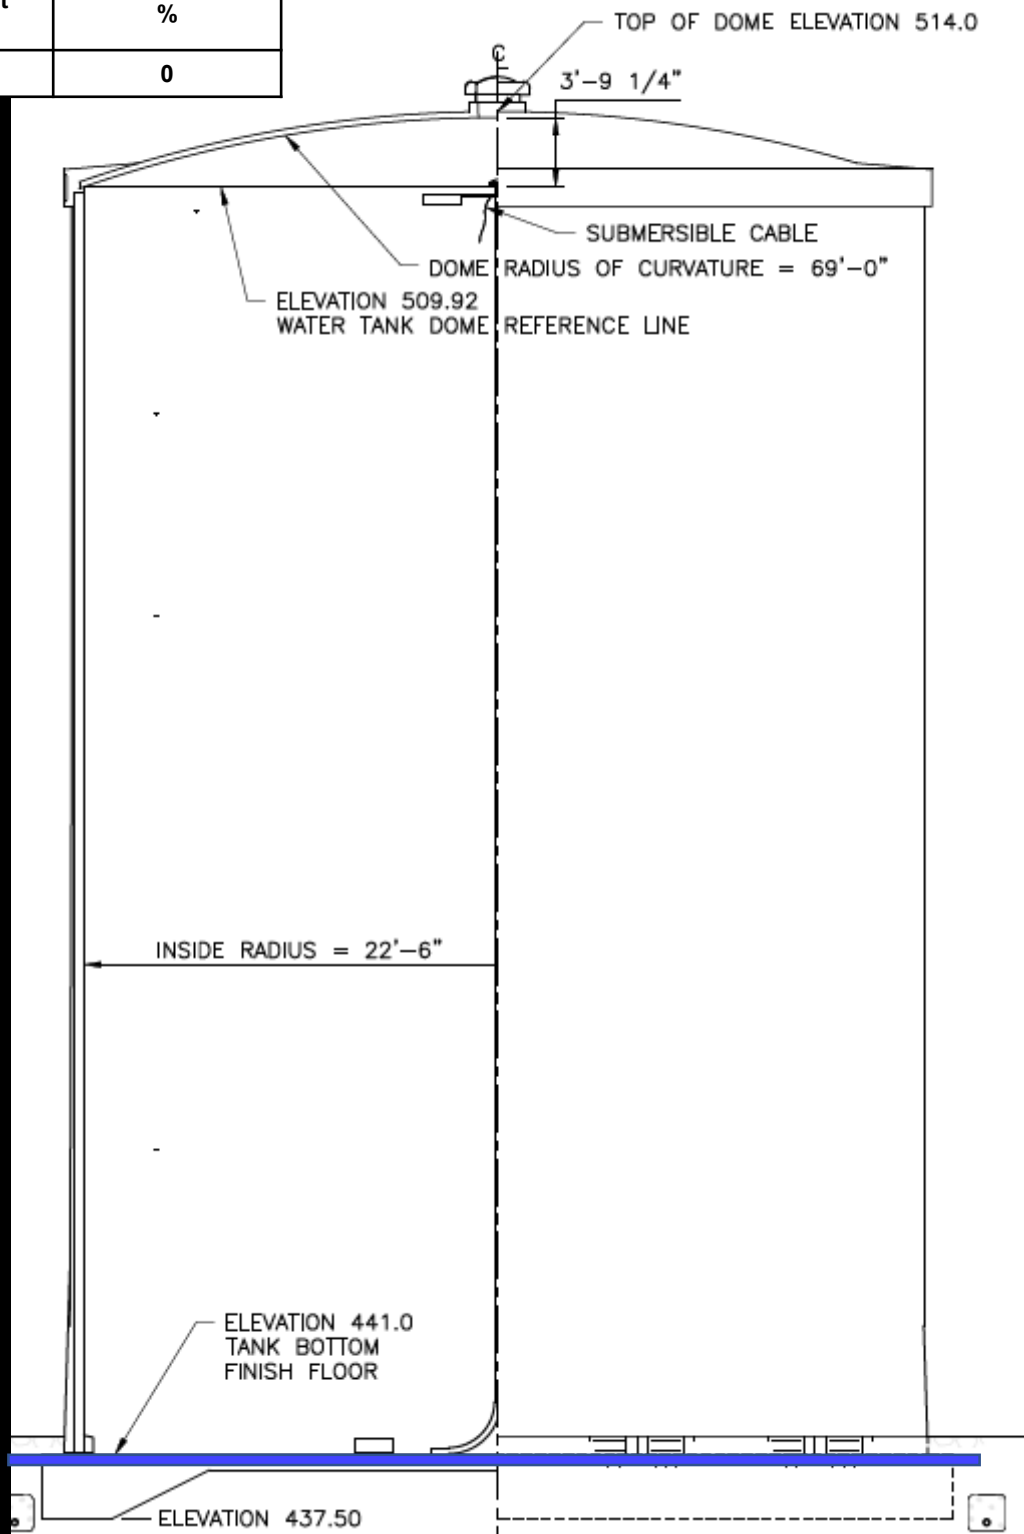 t
%
0
TOP OF DOME ELEVATION 514.0
℄
3'-9 1/4"
SUBMERSIBLE CABLE
DOME RADIUS OF CURVATURE = 69'-0"
ELEVATION 509.92
WATER TANK DOME REFERENCE LINE
INSIDE RADIUS = 22'-6"
ELEVATION 441.0
TANK BOTTOM
FINISH FLOOR
ELEVATION 437.50